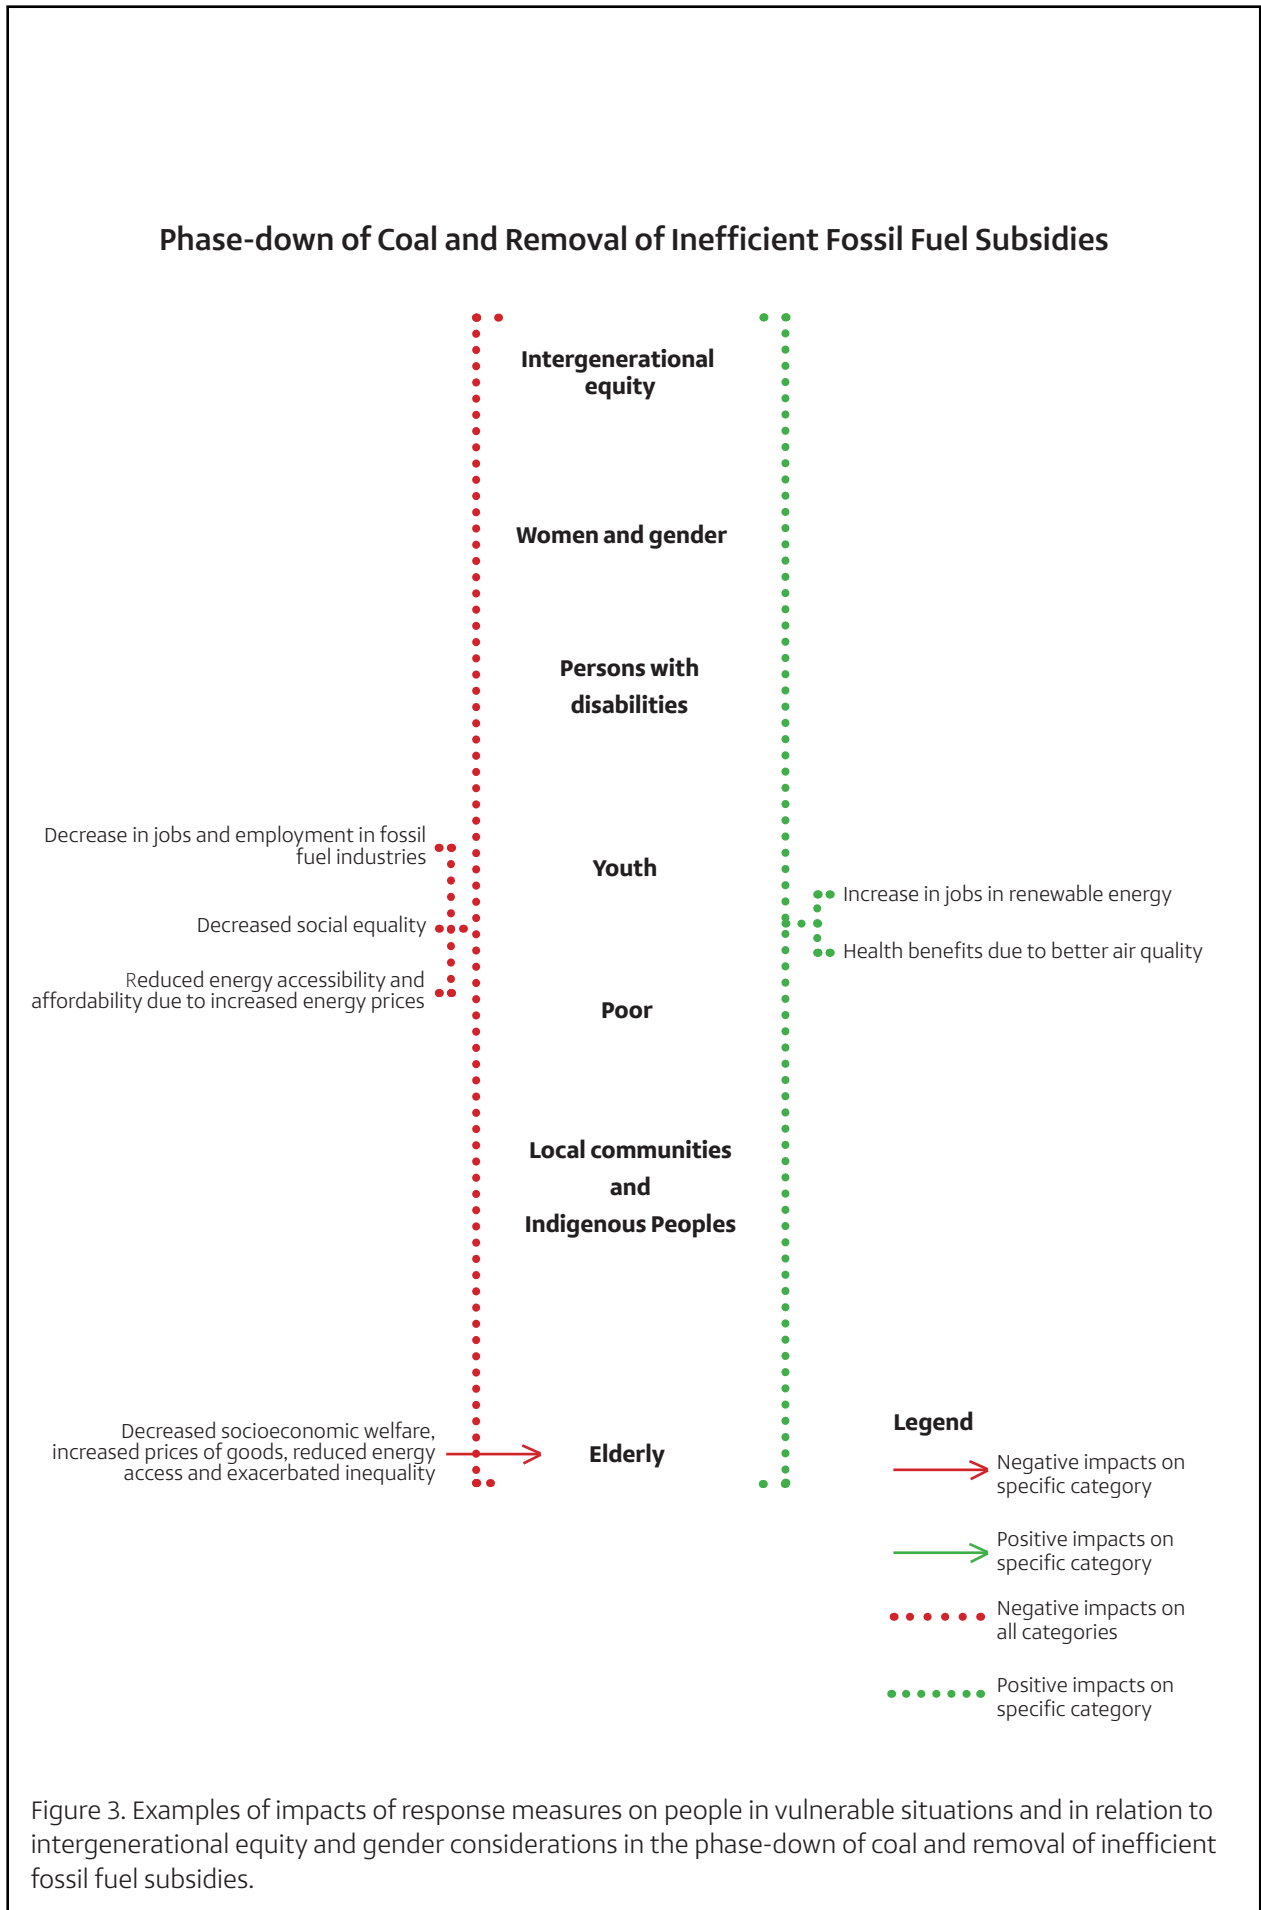 Phase-down of Coal and Removal of Inefficient Fossil Fuel Subsidies
Intergenerational
equity
Women and gender
Persons with
disabilities
Decrease in jobs and employment in fossil
fuel industries
Decreased social equality
Reduced energy accessibility and
affordability due to increased energy prices
Youth
Increase in jobs in renewable energy
Health benefits due to better air quality
Poor
Local communities
and
Indigenous Peoples
Decreased socioeconomic welfare,
increased prices of goods, reduced energy
access and exacerbated inequality
Elderly
Legend
Negative impacts on
specific category
Positive impacts on
specific category
Negative impacts on
all categories
Positive impacts on
specific category
Figure 3. Examples of impacts of response measures on people in vulnerable situations and in relation to
intergenerational equity and gender considerations in the phase-down of coal and removal of inefficient
fossil fuel subsidies.